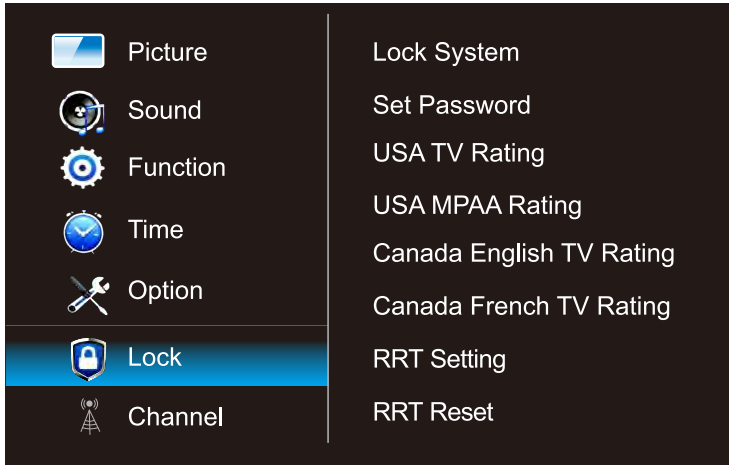 Picture
Sound
Function
Time
Option
Lock
Channel
Lock System
Set Password
USA TV Rating
USA MPAA Rating
Canada English TV Rating
Canada French TV Rating
RRT Setting
RRT Reset